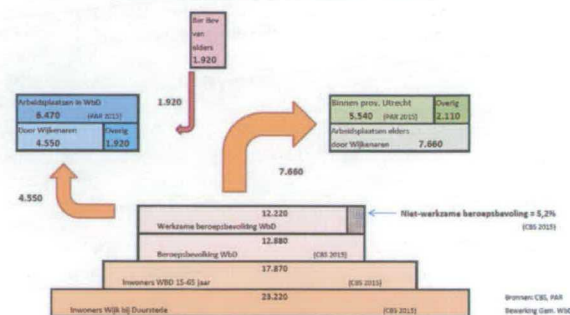 Ber Bev
van
elders
1.920
Arbeidsplaatsen in WbD
6.470 (PAR 2015)
Door Wijkenaren Overig
4.550 1.920
1.920
Binnen prov. Utrecht Overig
5.540 (PAR 2015) 2.110
Arbeidsplaatsen elders
door Wijkenaren 7.660
7.660
4.550
12.220
Werkzame beroepsbevolking WbD
Niet-werkzame beroepsbevoling = 5,2%
(CBS 2015)
12.880
Beroepsbevolking WbD (CBS 2015)
17.870
Inwoners WBD 15-65 jaar (CBS 2015)
23.220
Inwoners Wijk bij Duurstede (CBS 2015)
Bronnen: CBS, PAR
Bewerking Gem. WbD